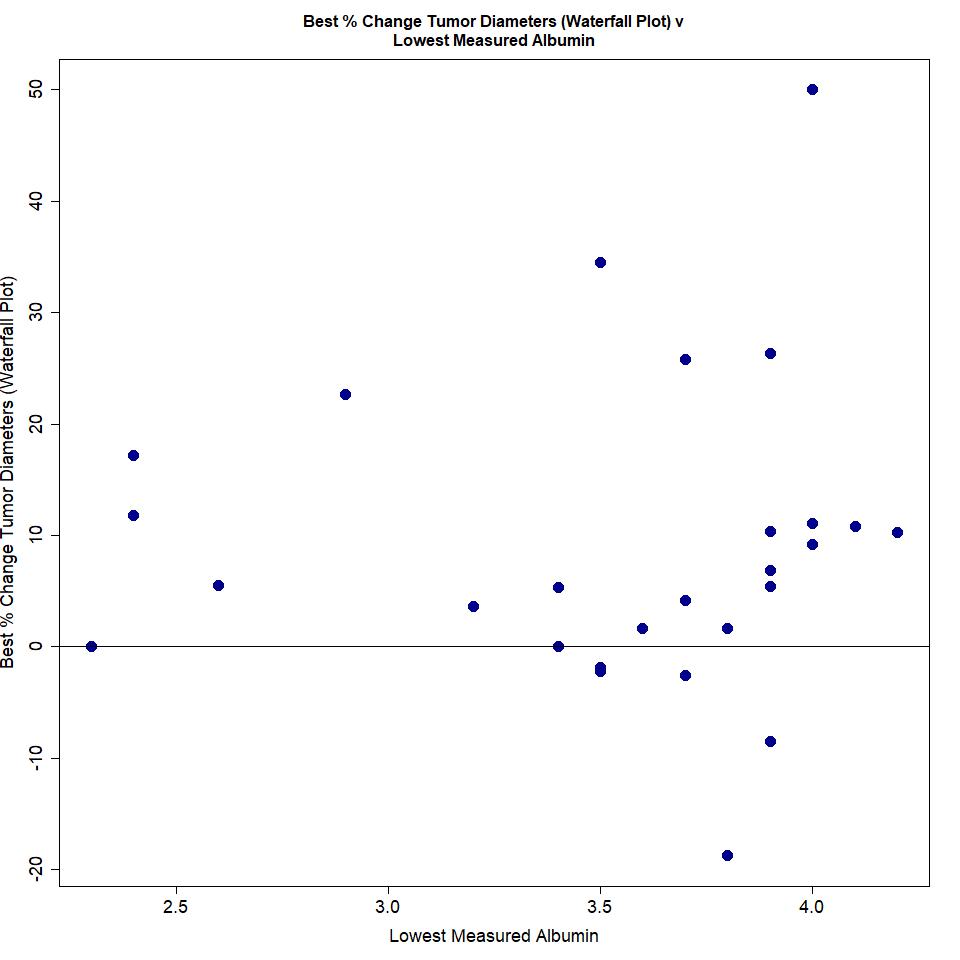 Best % Change Tumor Diameters (Waterfall Plot) v
Lowest Measured Albumin
Best % Change Tumor Diameters (Waterfall Plot)
50
40
30
20
10
0
-10
-20
2.5 3.0 3.5 4.0
Lowest Measured Albumin